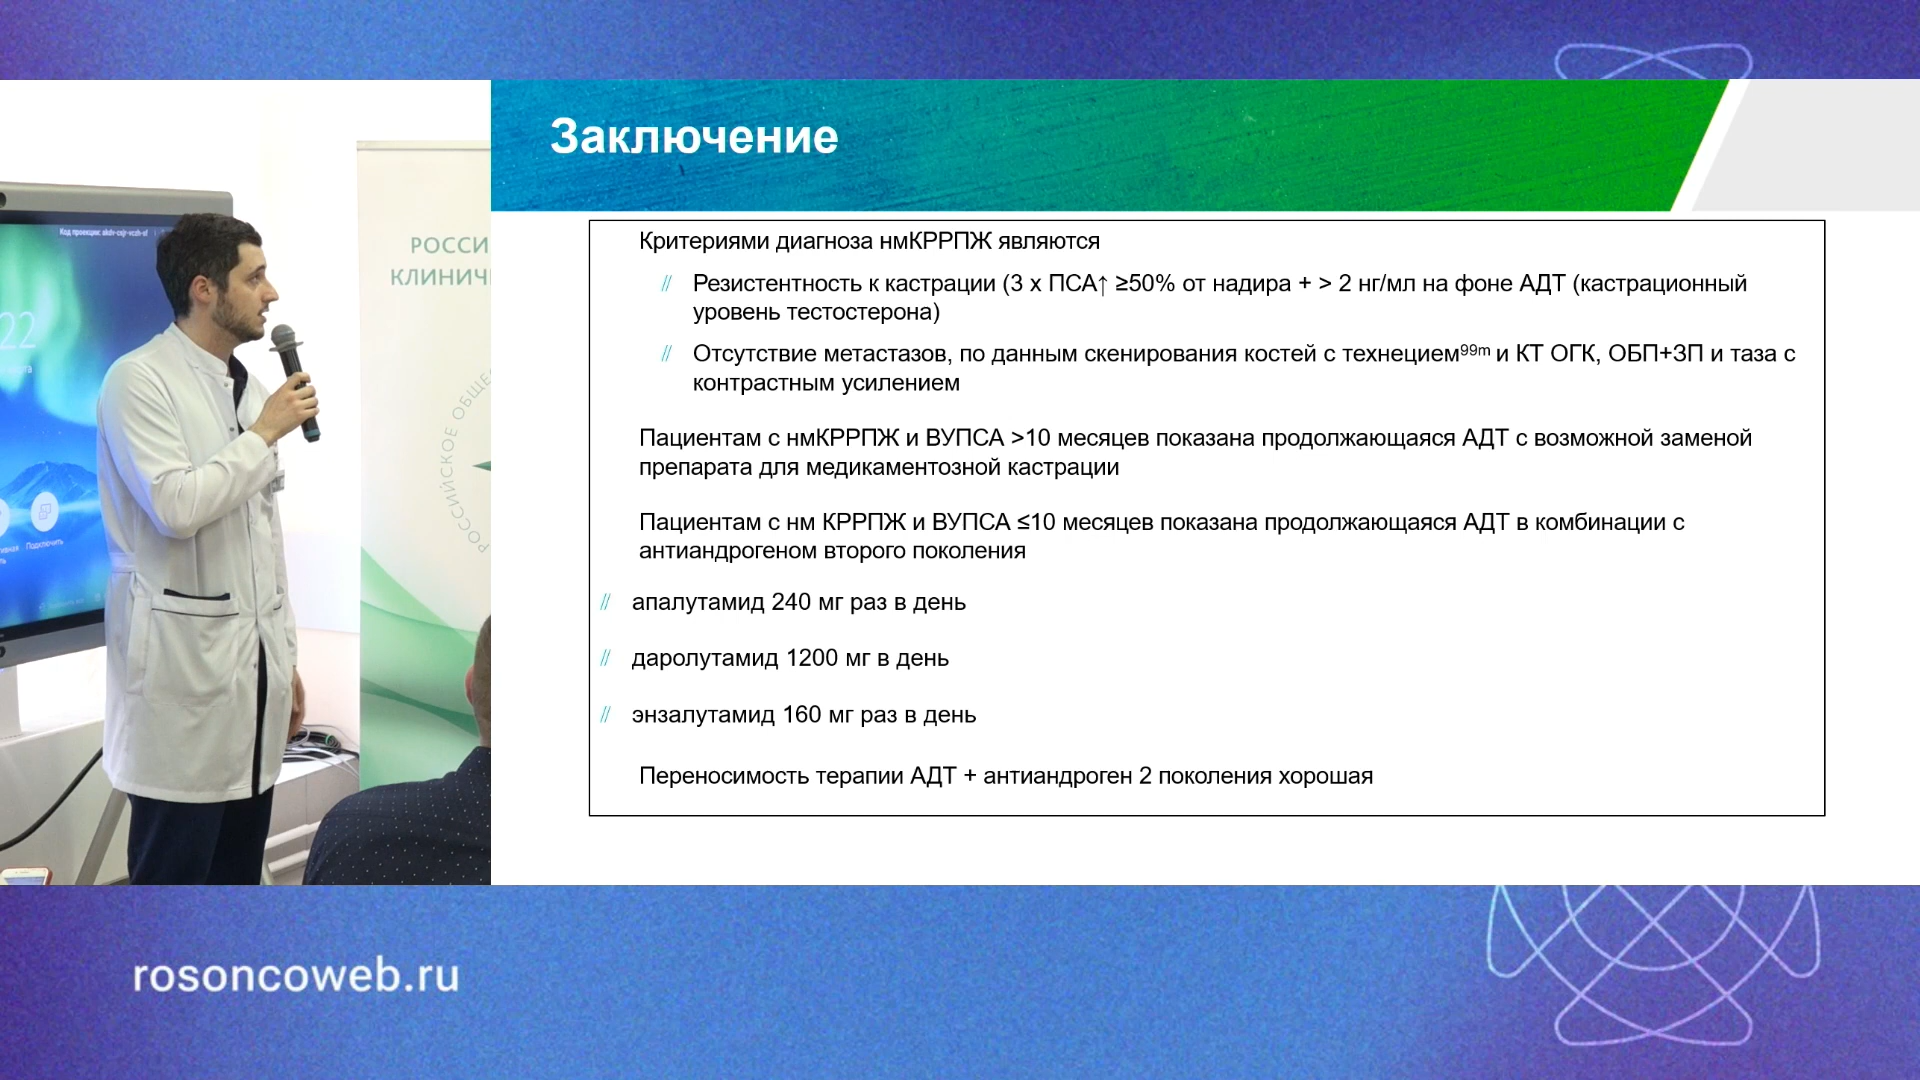 Заключение
Критериями диагноза нмКРРПЖ являются
// Резистентность к кастрации (3 х ПСА↑ ≥50% от надира + > 2 нг/мл на фоне АДТ (кастрационный
уровень тестостерона)
// Отсутствие метастазов, по данным скенирования костей с технецием99m и КТ ОГК, ОБП+ЗП и таза с
контрастным усилением
Пациентам с нмКРРПЖ и ВУПСА >10 месяцев показана продолжающаяся АДТ с возможной заменой
препарата для медикаментозной кастрации
Пациентам с нм КРРПЖ и ВУПСА ≤10 месяцев показана продолжающаяся АДТ в комбинации с
антиандрогеном второго поколения
// апалутамид 240 мг раз в день
// даролутамид 1200 мг в день
// энзалутамид 160 мг раз в день
Переносимость терапии АДТ + антиандроген 2 поколения хорошая
Код проекции:
22
Подключить
РОССИ
КЛИНИЧ
РОССИЙСКОЕ ОБЩЕ
rosoncoweb.ru